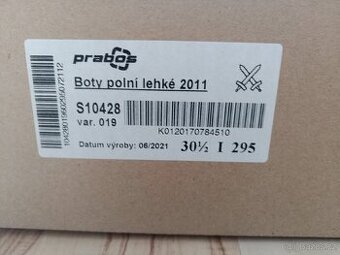 prabos
Boty polní lehké 2011
S10428
var. 019
K0120170784510
Datum výroby: 06/2021
30½ I 295